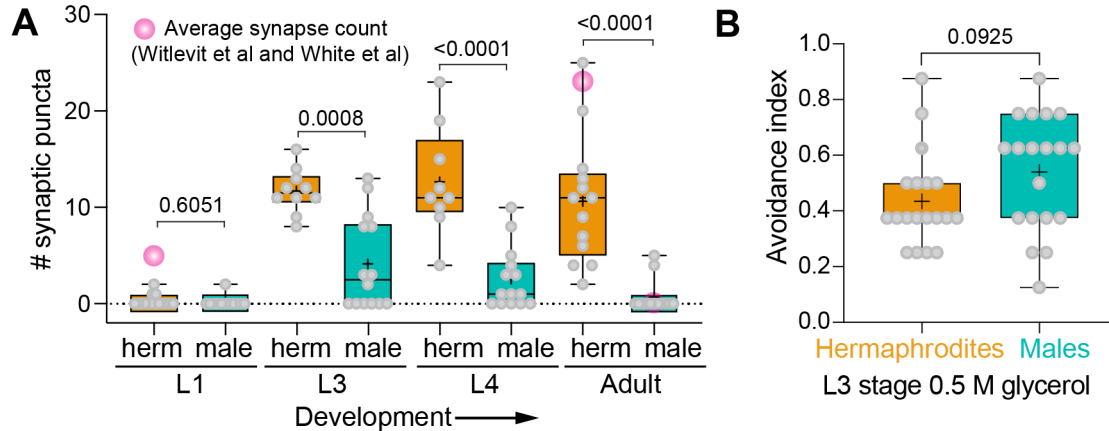 A
Average synapse count
(Witlevit et al and White et al)
# synaptic puncta
30
20
10
0
0.6051
0.0008
<0.0001
<0.0001
herm male herm male herm male herm male
L1 L3 L4 Adult
Development
B
0.0925
Avoidance index
1.0
0.8
0.6
0.4
0.2
0.0
Hermaphrodites Males
L3 stage 0.5 M glycerol